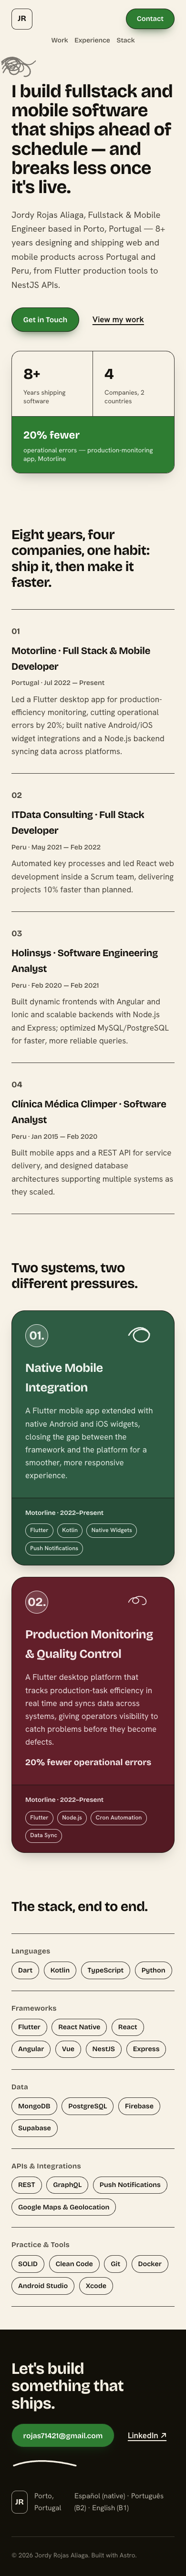 JR
Contact
Work Experience Stack
I build fullstack and
mobile software
that ships ahead of
schedule — and
breaks less once
it's live.
Jordy Rojas Aliaga, Fullstack & Mobile
Engineer based in Porto, Portugal — 8+
years designing and shipping web and
mobile products across Portugal and
Peru, from Flutter production tools to
NestJS APIs.
Get in Touch
View my work
8+
Years shipping
software
4
Companies, 2
countries
20% fewer
operational errors — production-monitoring
app, Motorline
Eight years, four
companies, one habit:
ship it, then make it
faster.
01
Motorline · Full Stack & Mobile
Developer
Portugal · Jul 2022 — Present
Led a Flutter desktop app for production-
efficiency monitoring, cutting operational
errors by 20%; built native Android/iOS
widget integrations and a Node.js backend
syncing data across platforms.
02
ITData Consulting · Full Stack
Developer
Peru · May 2021 — Feb 2022
Automated key processes and led React web
development inside a Scrum team, delivering
projects 10% faster than planned.
03
Holinsys · Software Engineering
Analyst
Peru · Feb 2020 — Feb 2021
Built dynamic frontends with Angular and
Ionic and scalable backends with Node.js
and Express; optimized MySQL/PostgreSQL
for faster, more reliable queries.
04
Clínica Médica Climper · Software
Analyst
Peru · Jan 2015 — Feb 2020
Built mobile apps and a REST API for service
delivery, and designed database
architectures supporting multiple systems as
they scaled.
Two systems, two
different pressures.
01.
Native Mobile
Integration
A Flutter mobile app extended with
native Android and iOS widgets,
closing the gap between the
framework and the platform for a
smoother, more responsive
experience.
Motorline · 2022–Present
Flutter Kotlin Native Widgets
Push Notifications
02.
Production Monitoring
& Quality Control
A Flutter desktop platform that
tracks production-task efficiency in
real time and syncs data across
systems, giving operators visibility to
catch problems before they become
defects.
20% fewer operational errors
Motorline · 2022–Present
Flutter Node.js Cron Automation
Data Sync
The stack, end to end.
Languages
Dart Kotlin TypeScript Python
Frameworks
Flutter React Native React
Angular Vue NestJS Express
Data
MongoDB PostgreSQL Firebase
Supabase
APIs & Integrations
REST GraphQL Push Notifications
Google Maps & Geolocation
Practice & Tools
SOLID Clean Code Git Docker
Android Studio Xcode
Let's build
something that
ships.
rojas71421@gmail.com
LinkedIn ↗
JR
Porto,
Portugal
Español (native) · Português
(B2) · English (B1)
© 2026 Jordy Rojas Aliaga. Built with Astro.